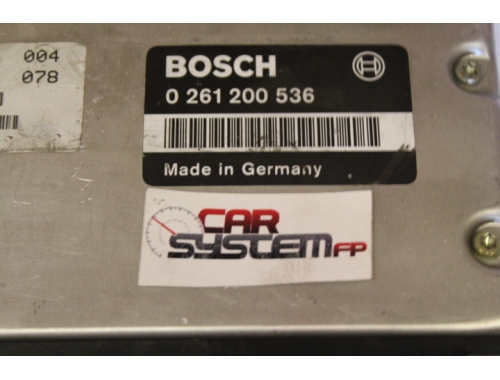 004
078
BOSCH
0 261 200 536
Made in Germany
CAR
SYSTEM FP